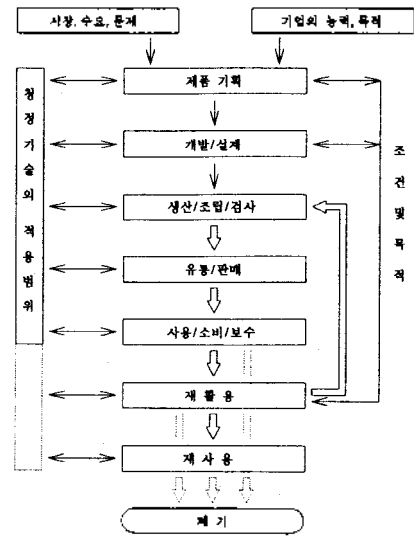 시장, 수요, 문제
기업의 능력, 목적
제품 기획
개발/설계
생산/조립/검사
유통/판매
사용/소비/보수
재 활 용
재 사 용
폐 기
청정기술의 적용범위
조건 및 목적